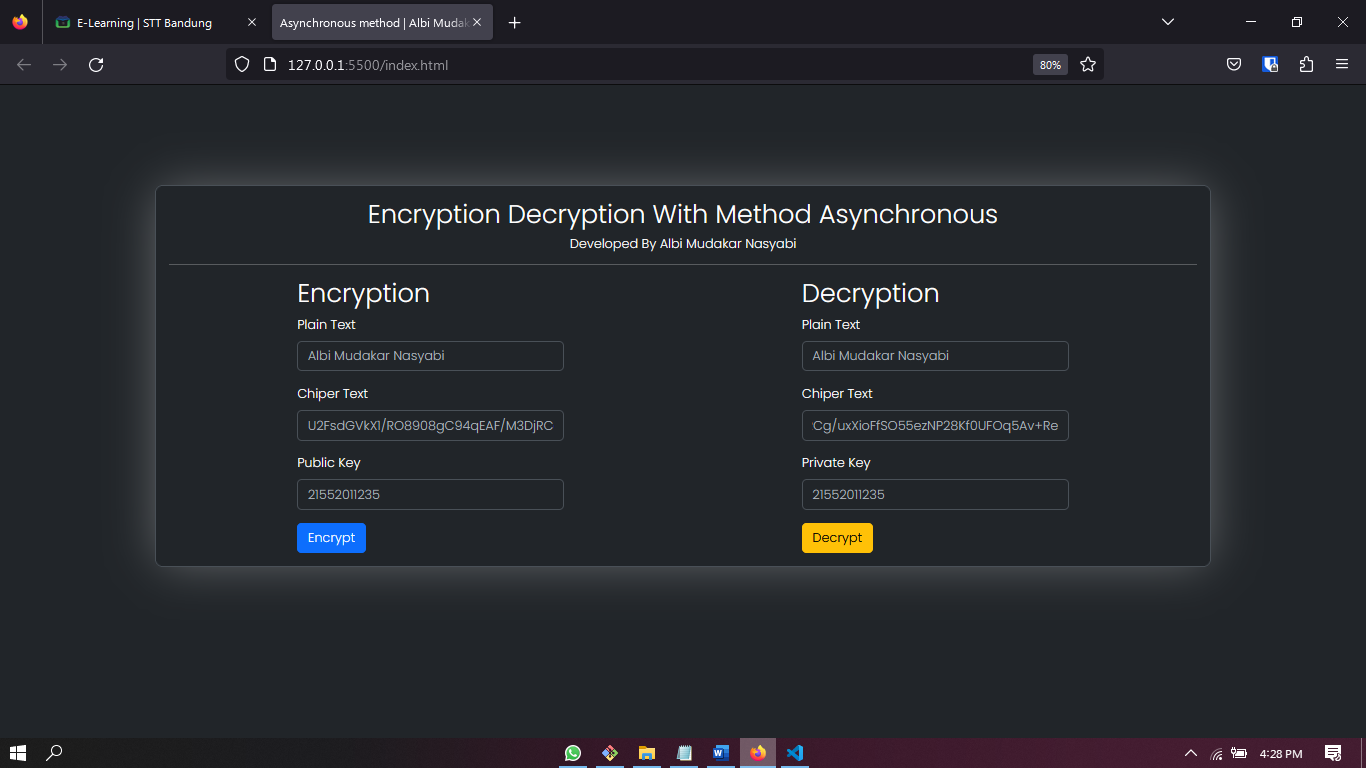 E-Learning | STT Bandung
Asynchronous method | Albi Mudak
127.0.0.1:5500/index.html
80%
Encryption Decryption With Method Asynchronous
Developed By Albi Mudakar Nasyabi
Encryption
Plain Text
Albi Mudakar Nasyabi
Chiper Text
U2FsdGVkX1/RO8908gC94qEAF/M3DjRC
Public Key
21552011235
Encrypt
Decryption
Plain Text
Albi Mudakar Nasyabi
Chiper Text
Cg/uxXioFfSO55ezNP28Kf0UFOq5Av+Re
Private Key
21552011235
Decrypt
4:28 PM